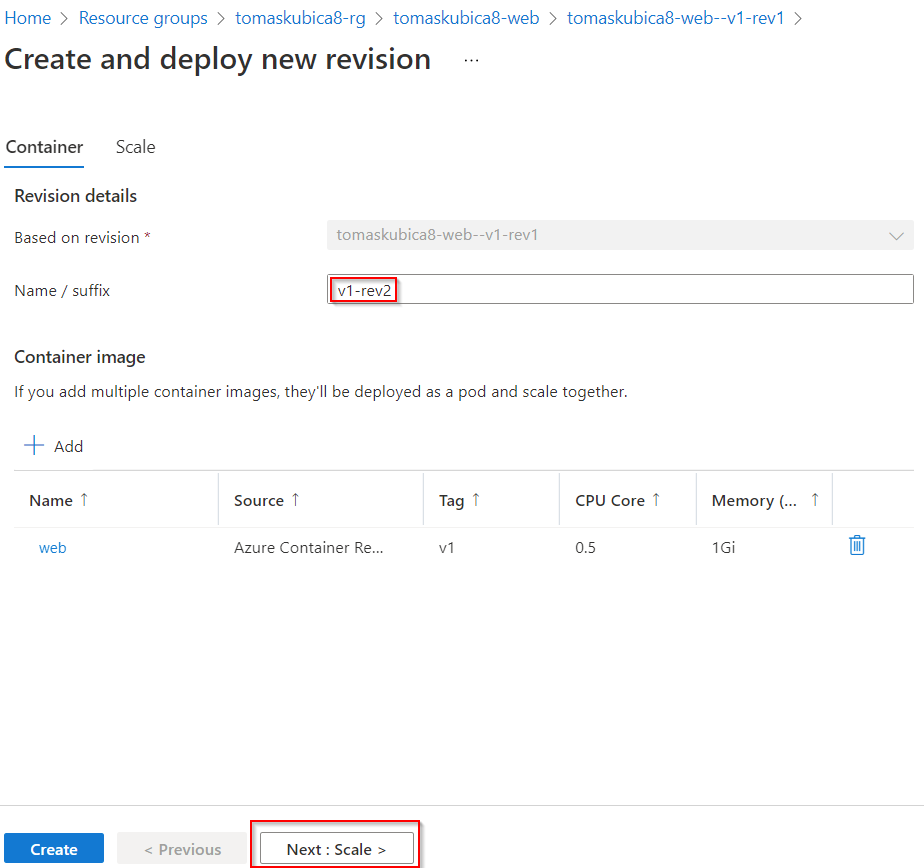 Home > Resource groups > tomaskubica8-rg > tomaskubica8-web > tomaskubica8-web--v1-rev1 >
Create and deploy new revision ...
Container Scale
Revision details
Based on revision * tomaskubica8-web--v1-rev1
Name / suffix v1-rev2
Container image
If you add multiple container images, they'll be deployed as a pod and scale together.
+ Add
Name ↑ Source ↑ Tag ↑ CPU Core ↑ Memory (... ↑
web Azure Container Re... v1 0.5 1Gi
Create < Previous Next : Scale >